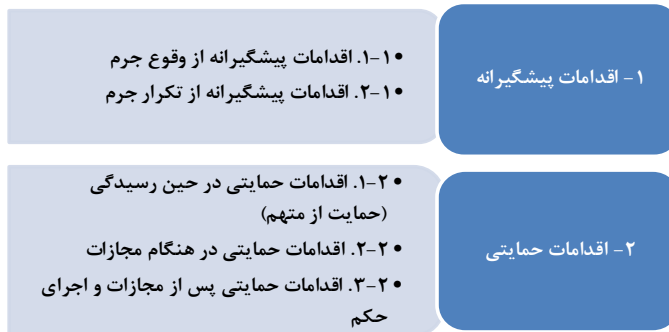 ۱- اقدامات پیشگیرانه
• ۱-۱. اقدامات پیشگیرانه از وقوع جرم
• ۲-۱. اقدامات پیشگیرانه از تکرار جرم
۲- اقدامات حمایتی
• ۱-۲. اقدامات حمایتی در حین رسیدگی
(حمایت از متهم)
• ۲-۲. اقدامات حمایتی در هنگام مجازات
• ۳-۲. اقدامات حمایتی پس از مجازات و اجرای
حکم